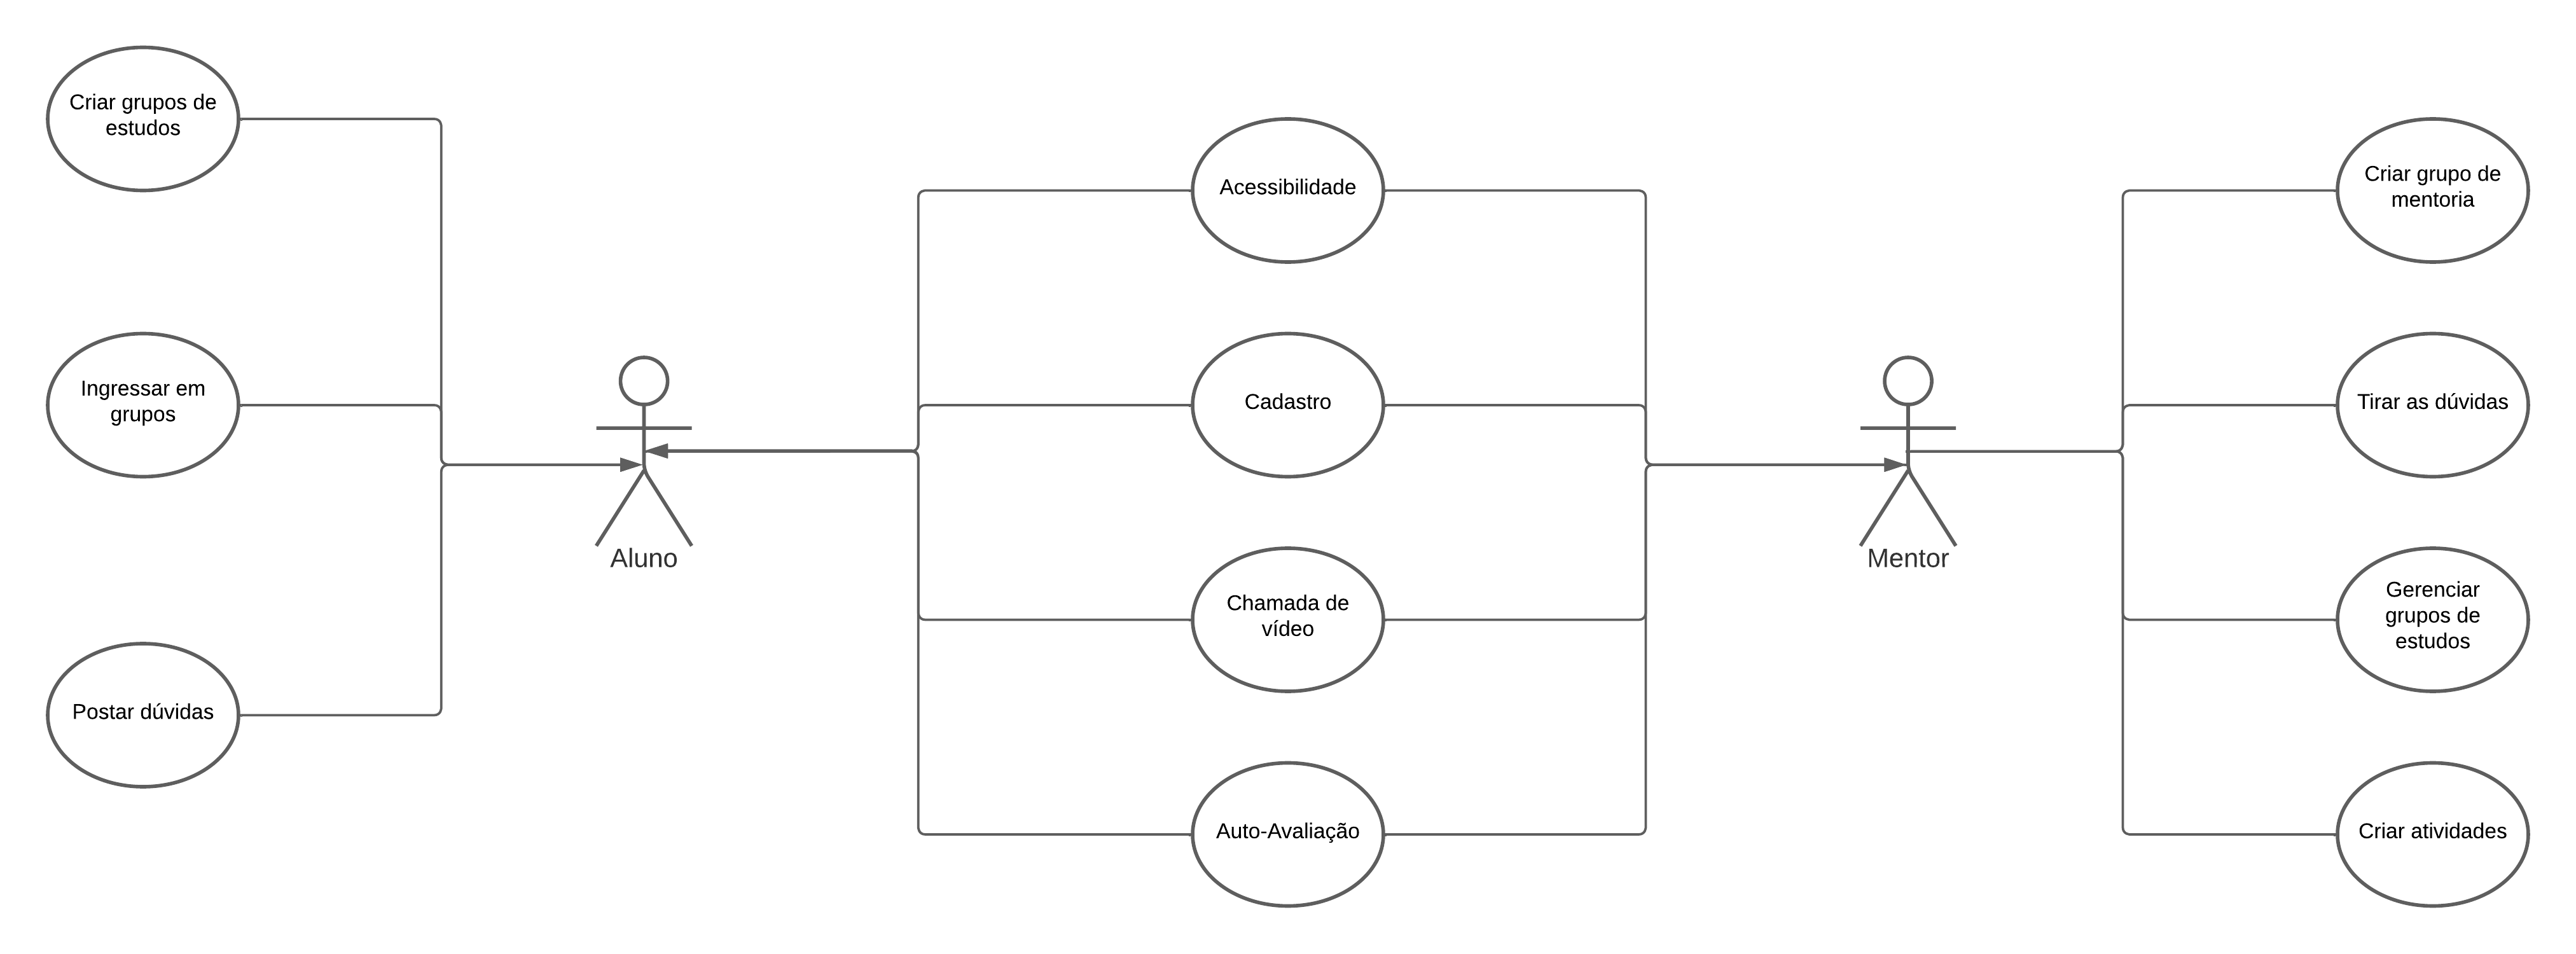 Criar grupos de
estudos
Ingressar em
grupos
Postar dúvidas
Aluno
Acessibilidade
Cadastro
Chamada de
vídeo
Auto-Avaliação
Mentor
Criar grupo de
mentoria
Tirar as dúvidas
Gerenciar
grupos de
estudos
Criar atividades